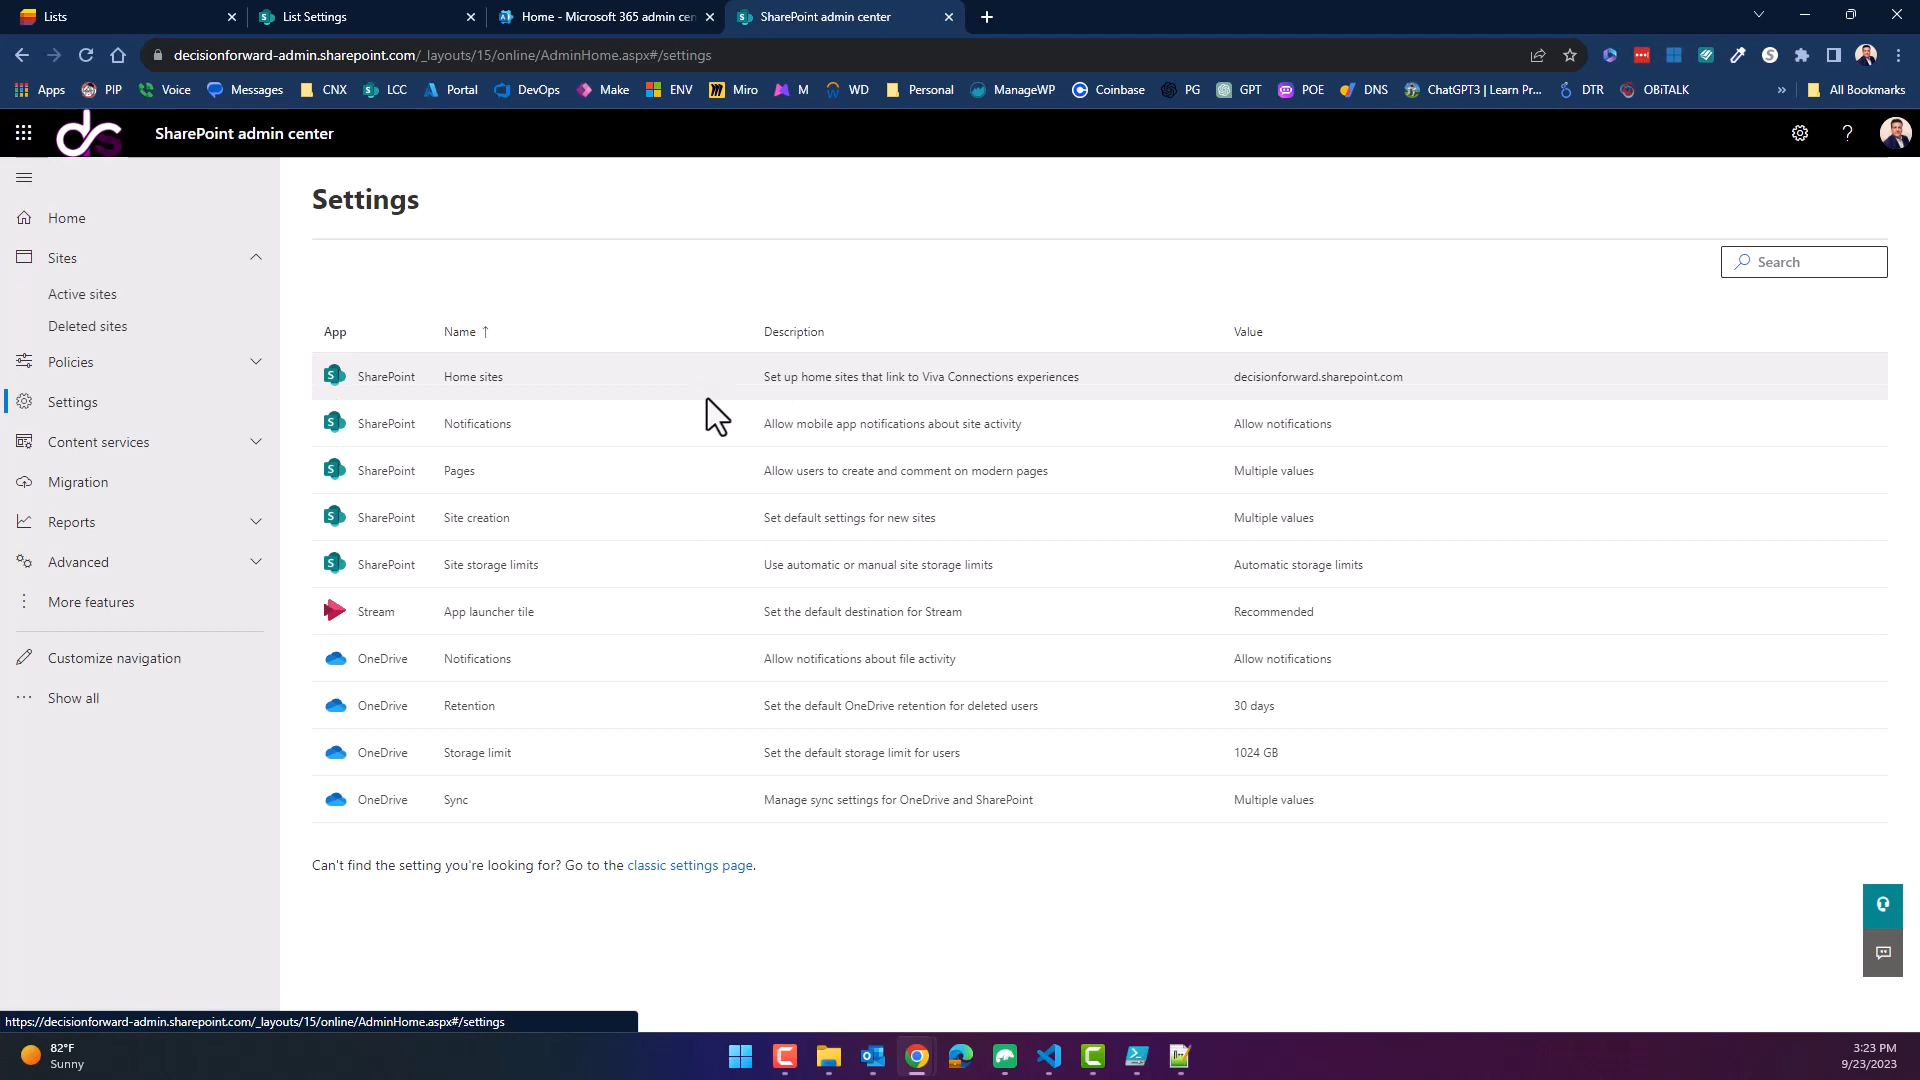 Lists
List Settings
Home - Microsoft 365 admin cen
SharePoint admin center
decisionforward-admin.sharepoint.com/_layouts/15/online/AdminHome.aspx#/settings
Apps
PIP
Voice
Messages
CNX
LCC
Portal
DevOps
Make
ENV
Miro
M
WD
Personal
ManageWP
Coinbase
PG
GPT
POE
DNS
ChatGPT3 | Learn Pr...
DTR
OBiTALK
»
All Bookmarks
SharePoint admin center
Home
Sites
Active sites
Deleted sites
Policies
Settings
Content services
Migration
Reports
Advanced
More features
Customize navigation
Show all
Settings
Search
App Name ↑ Description Value
SharePoint Home sites Set up home sites that link to Viva Connections experiences decisionforward.sharepoint.com
SharePoint Notifications Allow mobile app notifications about site activity Allow notifications
SharePoint Pages Allow users to create and comment on modern pages Multiple values
SharePoint Site creation Set default settings for new sites Multiple values
SharePoint Site storage limits Use automatic or manual site storage limits Automatic storage limits
Stream App launcher tile Set the default destination for Stream Recommended
OneDrive Notifications Allow notifications about file activity Allow notifications
OneDrive Retention Set the default OneDrive retention for deleted users 30 days
OneDrive Storage limit Set the default storage limit for users 1024 GB
OneDrive Sync Manage sync settings for OneDrive and SharePoint Multiple values
Can't find the setting you're looking for? Go to the classic settings page.
https://decisionforward-admin.sharepoint.com/_layouts/15/online/AdminHome.aspx#/settings
82°F
Sunny
3:23 PM
9/23/2023